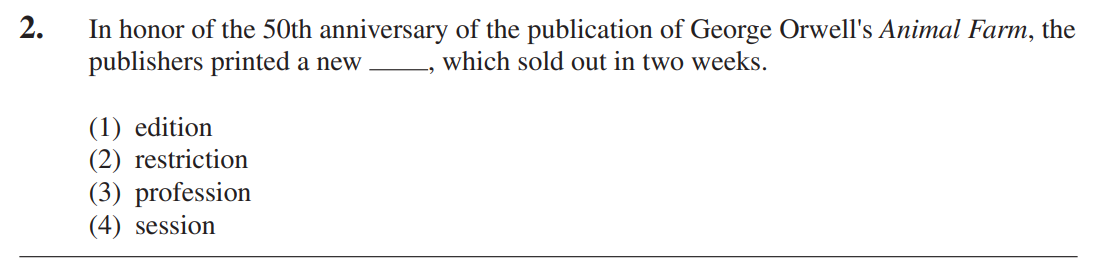 2. In honor of the 50th anniversary of the publication of George Orwell's Animal Farm, the
publishers printed a new ____, which sold out in two weeks.
(1) edition
(2) restriction
(3) profession
(4) session